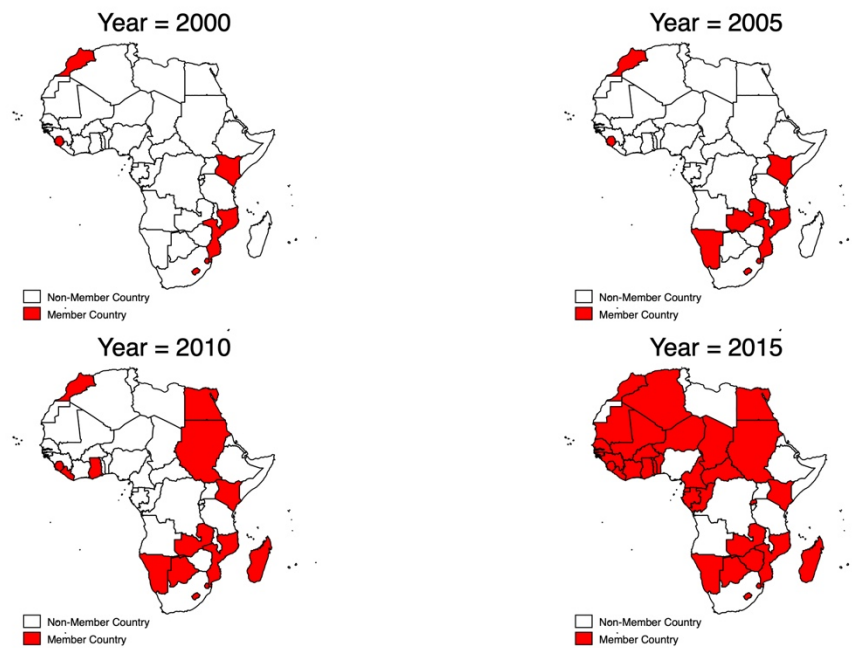 Year = 2000
Non-Member Country
Member Country
Year = 2005
Non-Member Country
Member Country
Year = 2010
Non-Member Country
Member Country
Year = 2015
Non-Member Country
Member Country